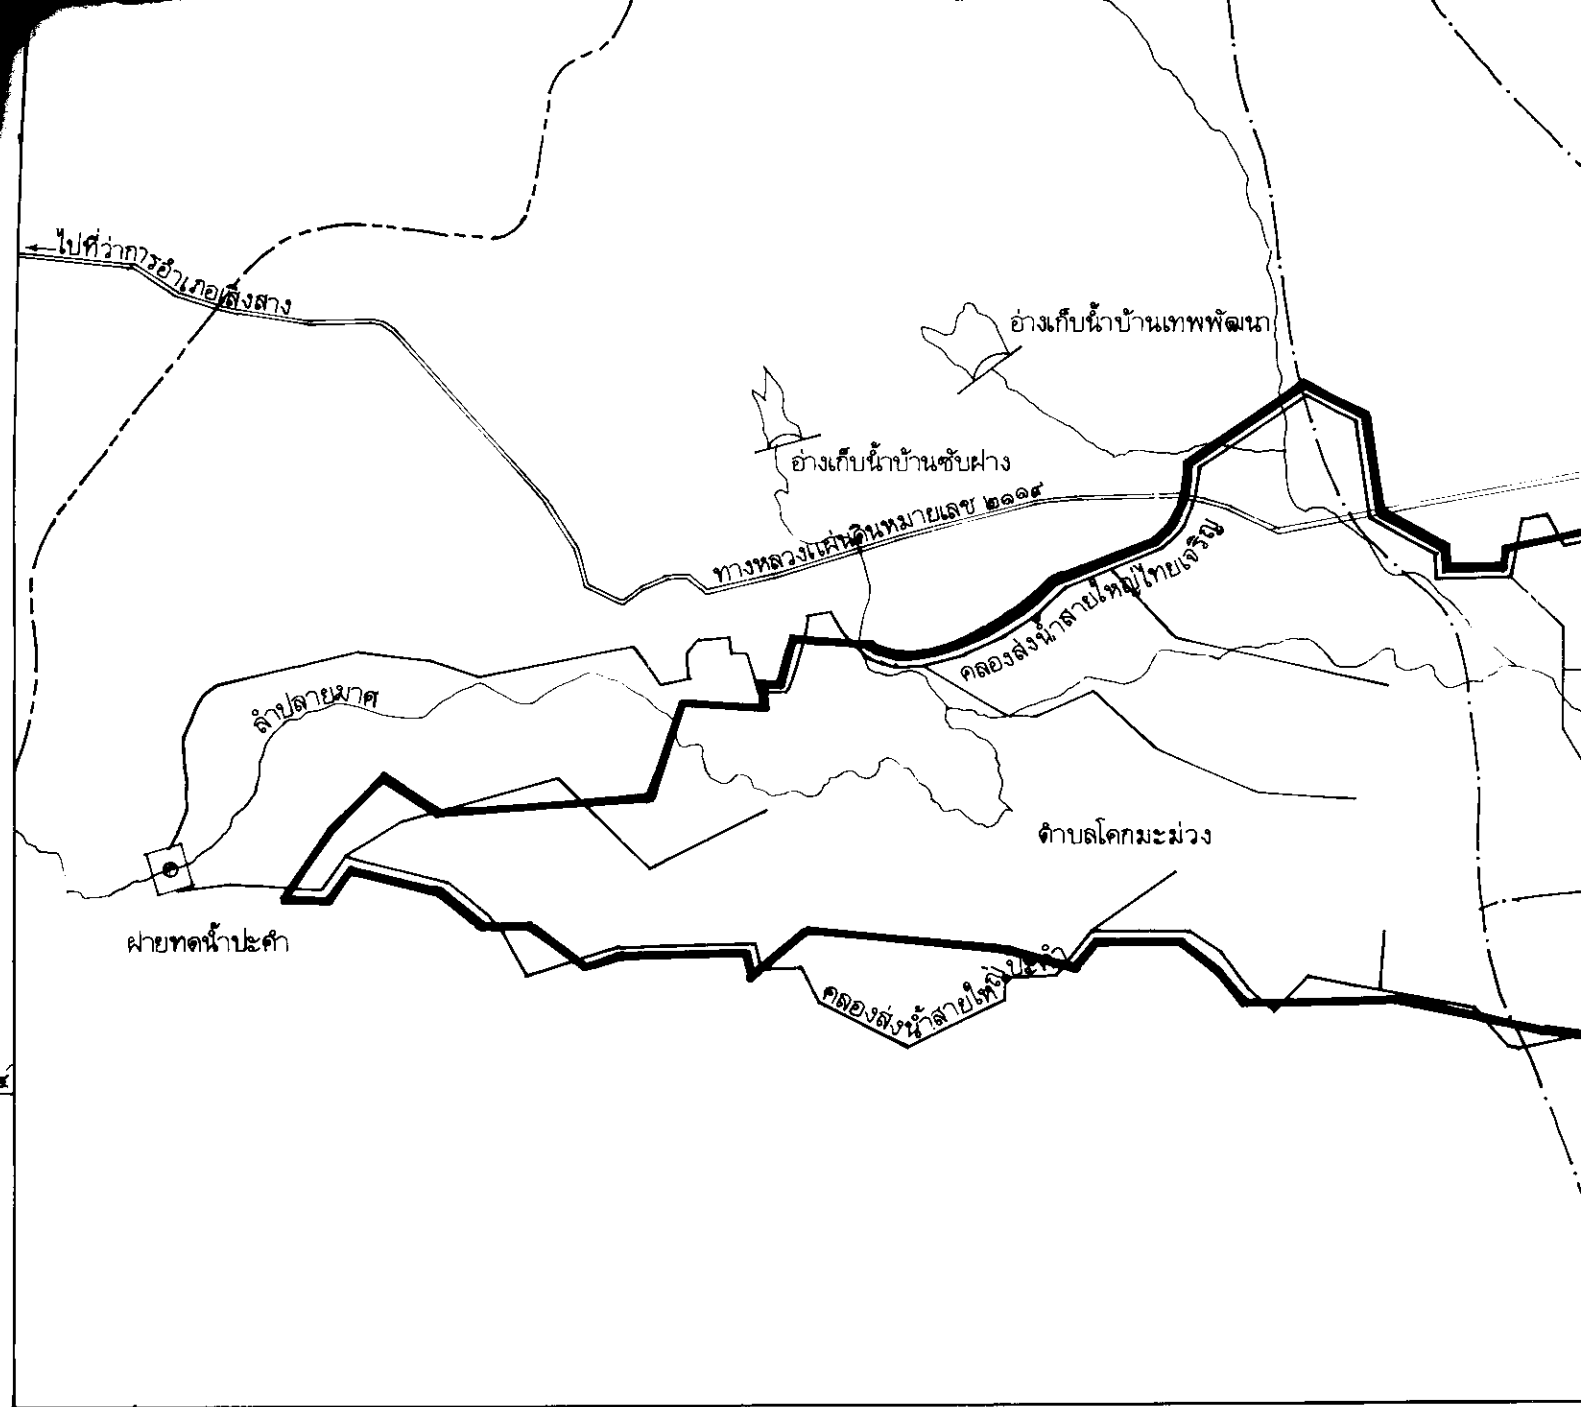 ไปที่ว่าการอำเภอเสิงสาง
อ่างเก็บน้ำบ้านเทพพัฒนา
อ่างเก็บน้ำบ้านซับฝาง
ทางหลวงแผ่นดินหมายเลข ๒๑๑๙
คลองส่งน้ำสายใหญ่ไทยเจริญ
ลำปลายมาศ
ตำบลโคกมะม่วง
ฝายทดน้ำปะคำ
คลองส่งน้ำสายใหญ่ปะคำ